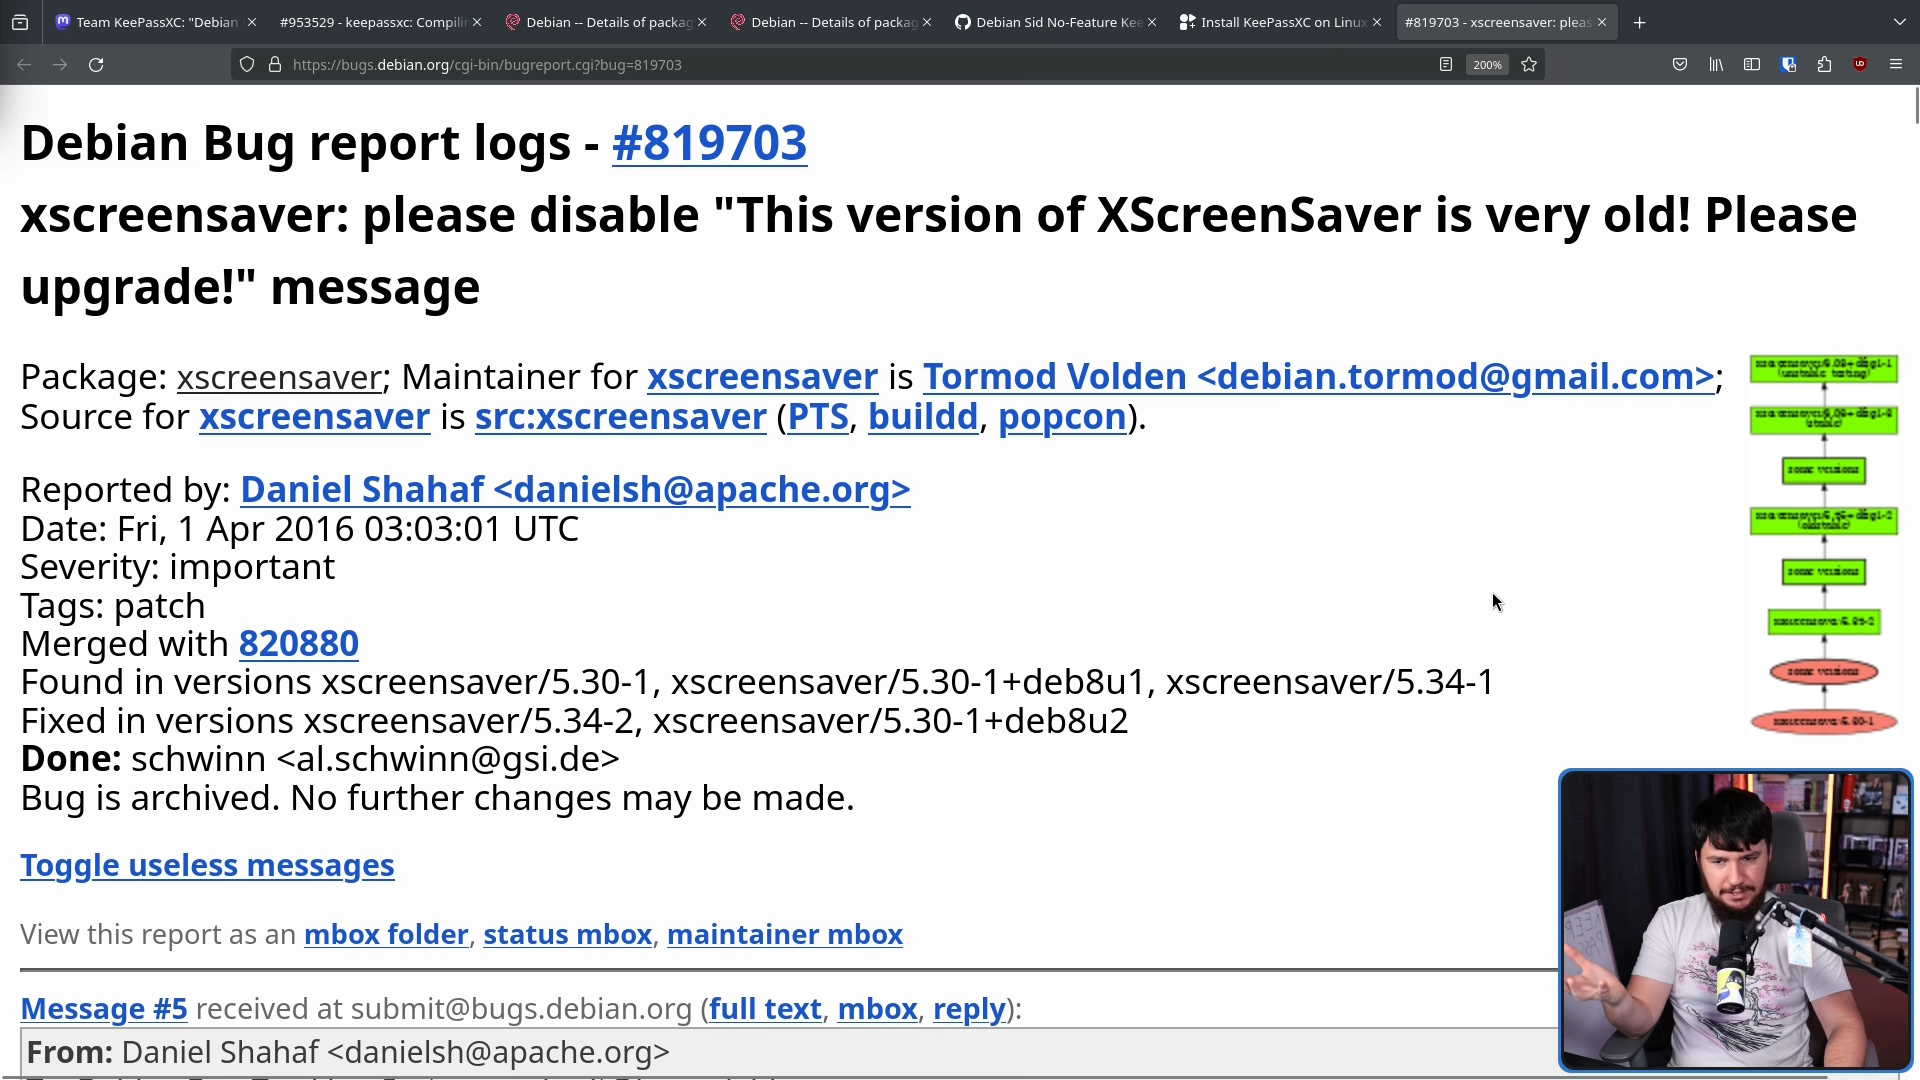 Team KeePassXC: "Debian
#953529 - keepassxc: Compilin
Debian -- Details of packag
Debian -- Details of packag
Debian Sid No-Feature Kee
Install KeePassXC on Linux
#819703 - xscreensaver: pleas
https://bugs.debian.org/cgi-bin/bugreport.cgi?bug=819703
200%
Debian Bug report logs - #819703
xscreensaver: please disable "This version of XScreenSaver is very old! Please
upgrade!" message
Package: xscreensaver; Maintainer for xscreensaver is Tormod Volden <debian.tormod@gmail.com>;
Source for xscreensaver is src:xscreensaver (PTS, buildd, popcon).
Reported by: Daniel Shahaf <danielsh@apache.org>
Date: Fri, 1 Apr 2016 03:03:01 UTC
Severity: important
Tags: patch
Merged with 820880
Found in versions xscreensaver/5.30-1, xscreensaver/5.30-1+deb8u1, xscreensaver/5.34-1
Fixed in versions xscreensaver/5.34-2, xscreensaver/5.30-1+deb8u2
Done: schwinn <al.schwinn@gsi.de>
Bug is archived. No further changes may be made.
some versions
some versions
some versions
Toggle useless messages
View this report as an mbox folder, status mbox, maintainer mbox
Message #5 received at submit@bugs.debian.org (full text, mbox, reply):
From: Daniel Shahaf <danielsh@apache.org>